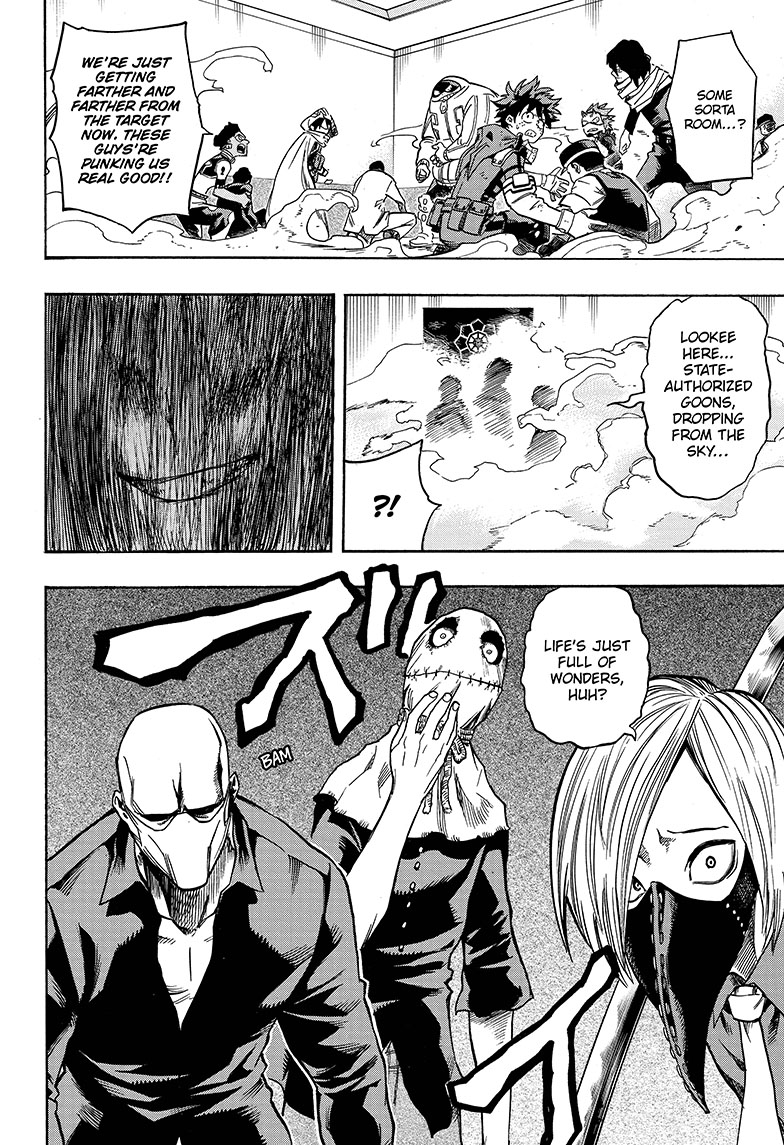 SOME
SORTA
ROOM...?
WE'RE JUST
GETTING
FARTHER AND
FARTHER FROM
THE TARGET
NOW. THESE
GUYS'RE
PUNKING US
REAL GOOD!!
LOOKEE
HERE...
STATE-
AUTHORIZED
GOONS,
DROPPING
FROM THE
SKY...
?!
LIFE'S JUST
FULL OF
WONDERS,
HUH?
ズ
BAM